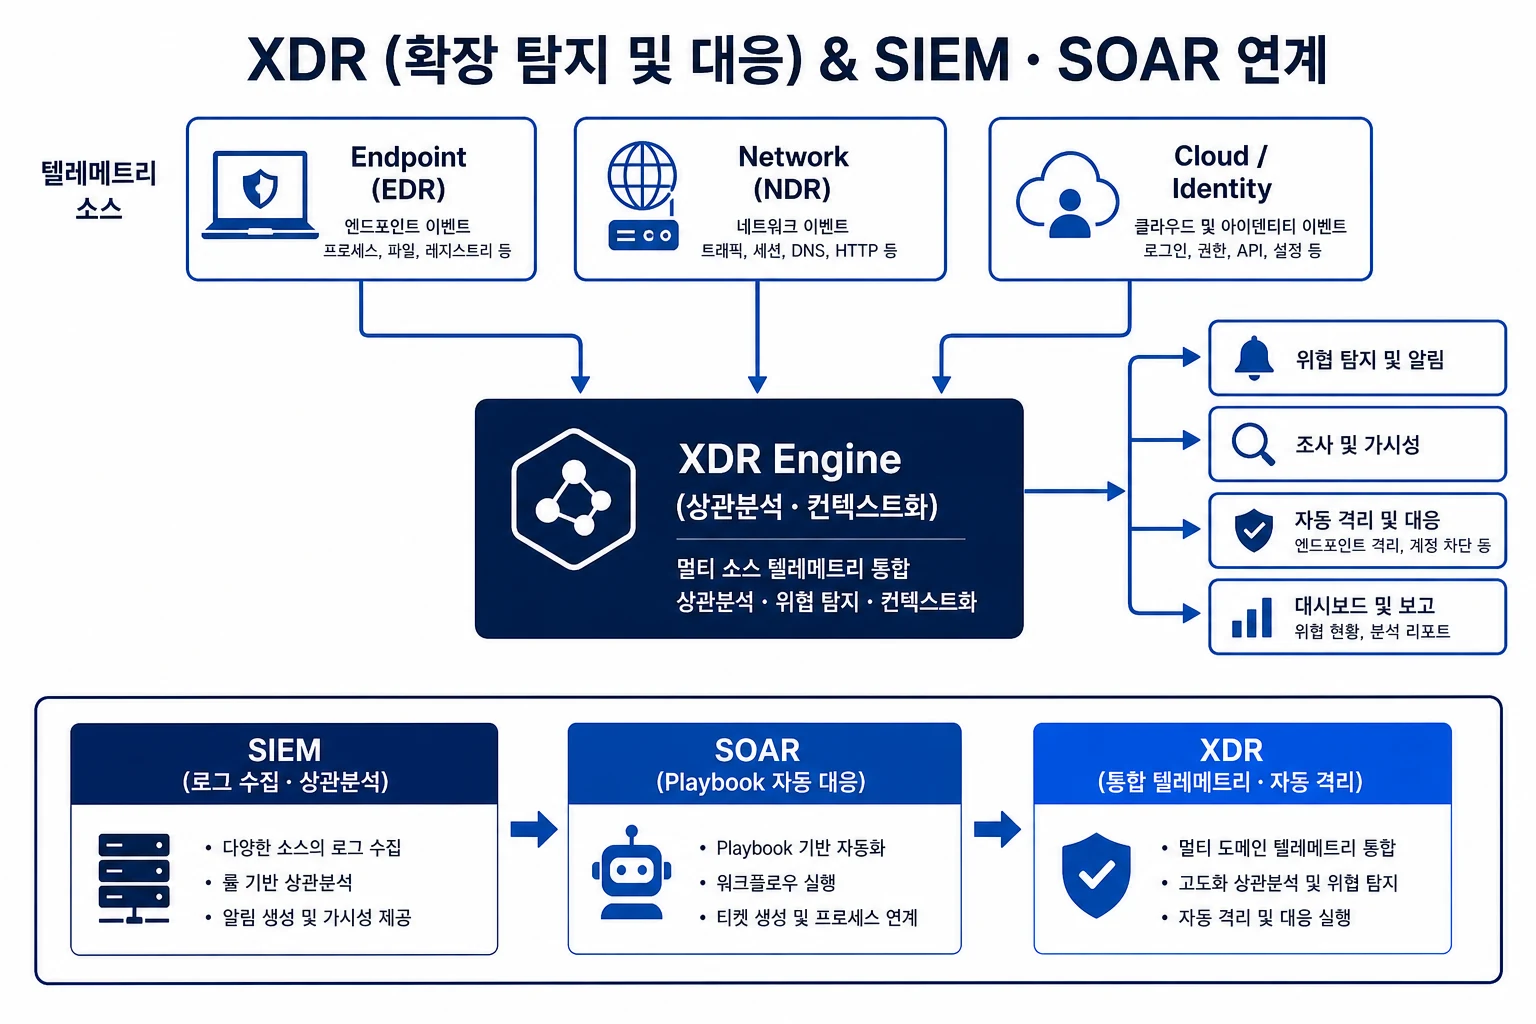 XDR (확장 탐지 및 대응) & SIEM · SOAR 연계
텔레메트리
소스
Endpoint
(EDR)
엔드포인트 이벤트
프로세스, 파일, 레지스트리 등
Network
(NDR)
네트워크 이벤트
트래픽, 세션, DNS, HTTP 등
Cloud /
Identity
클라우드 및 아이덴티티 이벤트
로그인, 권한, API, 설정 등
XDR Engine
(상관분석 · 컨텍스트화)
멀티 소스 텔레메트리 통합
상관분석 · 위협 탐지 · 컨텍스트화
위협 탐지 및 알림
조사 및 가시성
자동 격리 및 대응
엔드포인트 격리, 계정 차단 등
대시보드 및 보고
위협 현황, 분석 리포트
SIEM
(로그 수집 · 상관분석)
• 다양한 소스의 로그 수집
• 룰 기반 상관분석
• 알림 생성 및 가시성 제공
SOAR
(Playbook 자동 대응)
• Playbook 기반 자동화
• 워크플로우 실행
• 티켓 생성 및 프로세스 연계
XDR
(통합 텔레메트리 · 자동 격리)
• 멀티 도메인 텔레메트리 통합
• 고도화 상관분석 및 위협 탐지
• 자동 격리 및 대응 실행